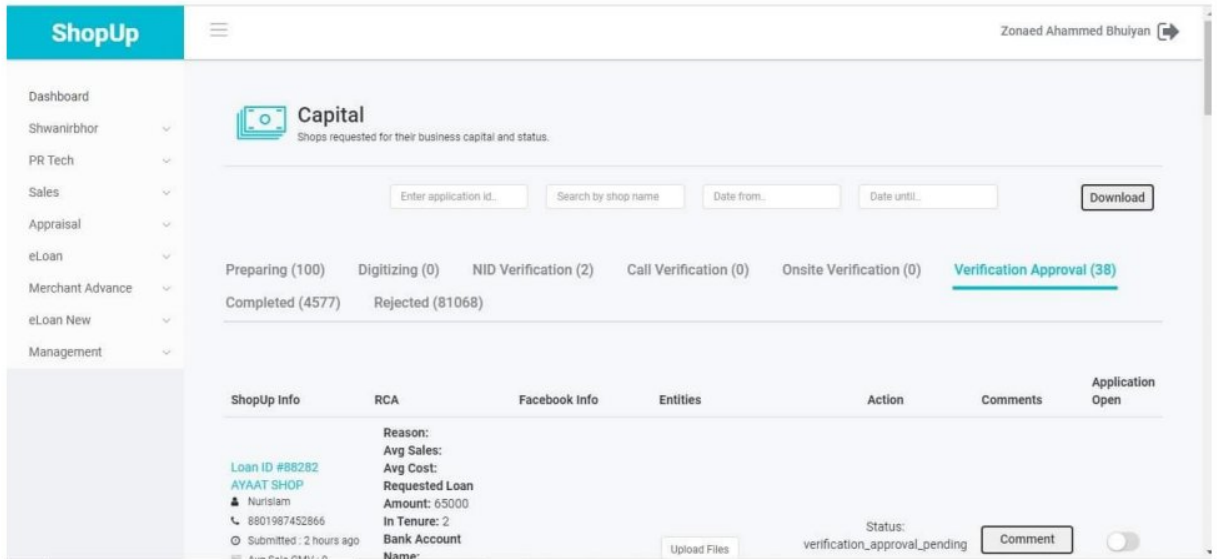 ShopUp
Zonaed Ahammed Bhuiyan
Dashboard
Shwanirbhor
PR Tech
Sales
Appraisal
eLoan
Merchant Advance
eLoan New
Management
Capital
Shops requested for their business capital and status.
Enter application id..
Search by shop name
Date from..
Date until..
Download
Preparing (100)
Digitizing (0)
NID Verification (2)
Call Verification (0)
Onsite Verification (0)
Verification Approval (38)
Completed (4577)
Rejected (81068)
ShopUp Info
RCA
Facebook Info
Entities
Action
Comments
Application
Open
Loan ID #88282
AYAAT SHOP
Nurislam
8801987452866
Submitted : 2 hours ago
Avg Sale GMV : 0
Reason:
Avg Sales:
Avg Cost:
Requested Loan
Amount: 65000
In Tenure: 2
Bank Account
Name:
Upload Files
Status:
verification_approval_pending
Comment